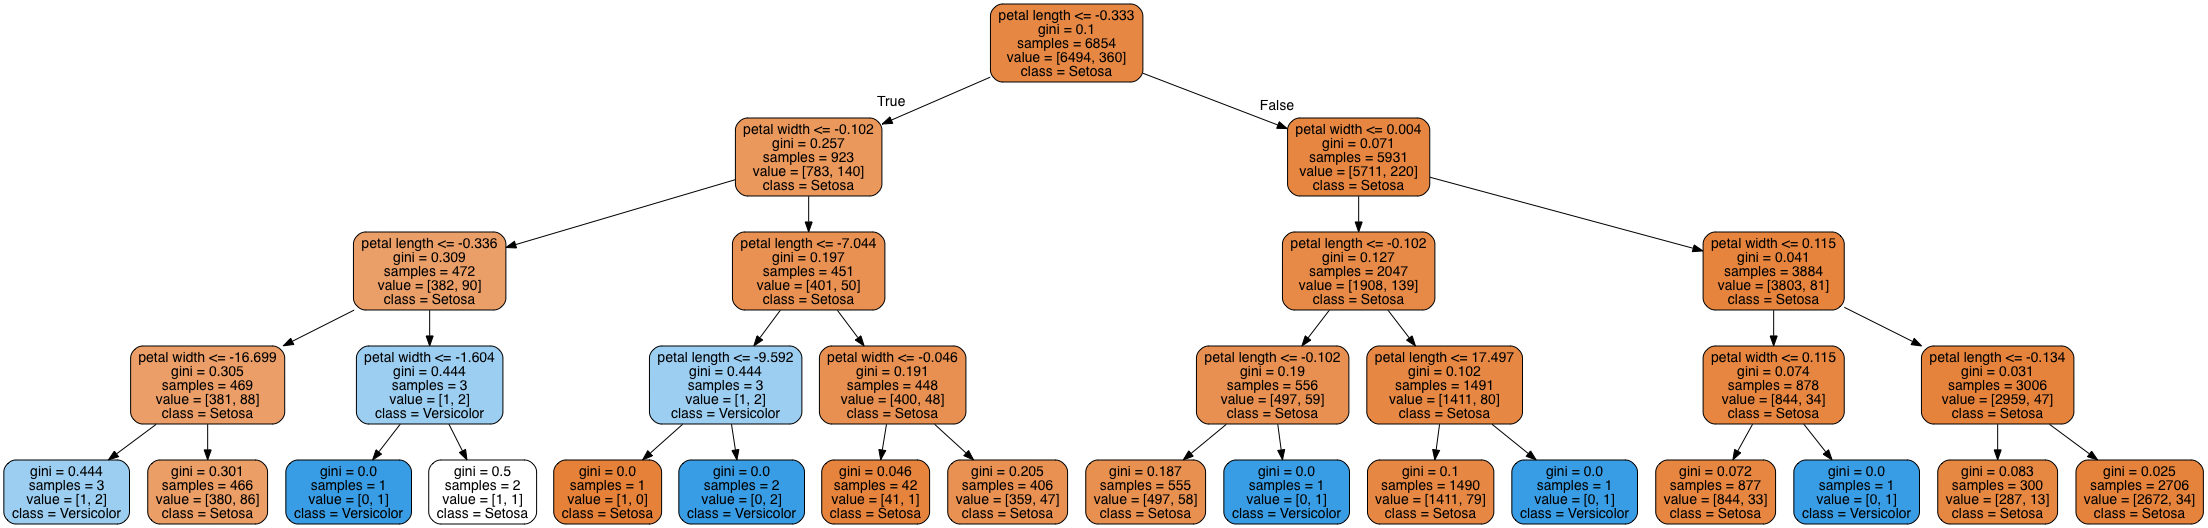 petal length <= -0.333
gini = 0.1
samples = 6854
value = [6494, 360]
class = Setosa
True
False
petal width <= -0.102
gini = 0.257
samples = 923
value = [783, 140]
class = Setosa
petal width <= 0.004
gini = 0.071
samples = 5931
value = [5711, 220]
class = Setosa
petal length <= -0.336
gini = 0.309
samples = 472
value = [382, 90]
class = Setosa
petal length <= -7.044
gini = 0.197
samples = 451
value = [401, 50]
class = Setosa
petal length <= -0.102
gini = 0.127
samples = 2047
value = [1908, 139]
class = Setosa
petal width <= 0.115
gini = 0.041
samples = 3884
value = [3803, 81]
class = Setosa
petal width <= -16.699
gini = 0.305
samples = 469
value = [381, 88]
class = Setosa
petal width <= -1.604
gini = 0.444
samples = 3
value = [1, 2]
class = Versicolor
petal length <= -9.592
gini = 0.444
samples = 3
value = [1, 2]
class = Versicolor
petal width <= -0.046
gini = 0.191
samples = 448
value = [400, 48]
class = Setosa
petal length <= -0.102
gini = 0.19
samples = 556
value = [497, 59]
class = Setosa
petal length <= 17.497
gini = 0.102
samples = 1491
value = [1411, 80]
class = Setosa
petal width <= 0.115
gini = 0.074
samples = 878
value = [844, 34]
class = Setosa
petal length <= -0.134
gini = 0.031
samples = 3006
value = [2959, 47]
class = Setosa
gini = 0.444
samples = 3
value = [1, 2]
class = Versicolor
gini = 0.301
samples = 466
value = [380, 86]
class = Setosa
gini = 0.0
samples = 1
value = [0, 1]
class = Versicolor
gini = 0.5
samples = 2
value = [1, 1]
class = Setosa
gini = 0.0
samples = 1
value = [1, 0]
class = Setosa
gini = 0.0
samples = 2
value = [0, 2]
class = Versicolor
gini = 0.046
samples = 42
value = [41, 1]
class = Setosa
gini = 0.205
samples = 406
value = [359, 47]
class = Setosa
gini = 0.187
samples = 555
value = [497, 58]
class = Setosa
gini = 0.0
samples = 1
value = [0, 1]
class = Versicolor
gini = 0.1
samples = 1490
value = [1411, 79]
class = Setosa
gini = 0.0
samples = 1
value = [0, 1]
class = Versicolor
gini = 0.072
samples = 877
value = [844, 33]
class = Setosa
gini = 0.0
samples = 1
value = [0, 1]
class = Versicolor
gini = 0.083
samples = 300
value = [287, 13]
class = Setosa
gini = 0.025
samples = 2706
value = [2672, 34]
class = Setosa